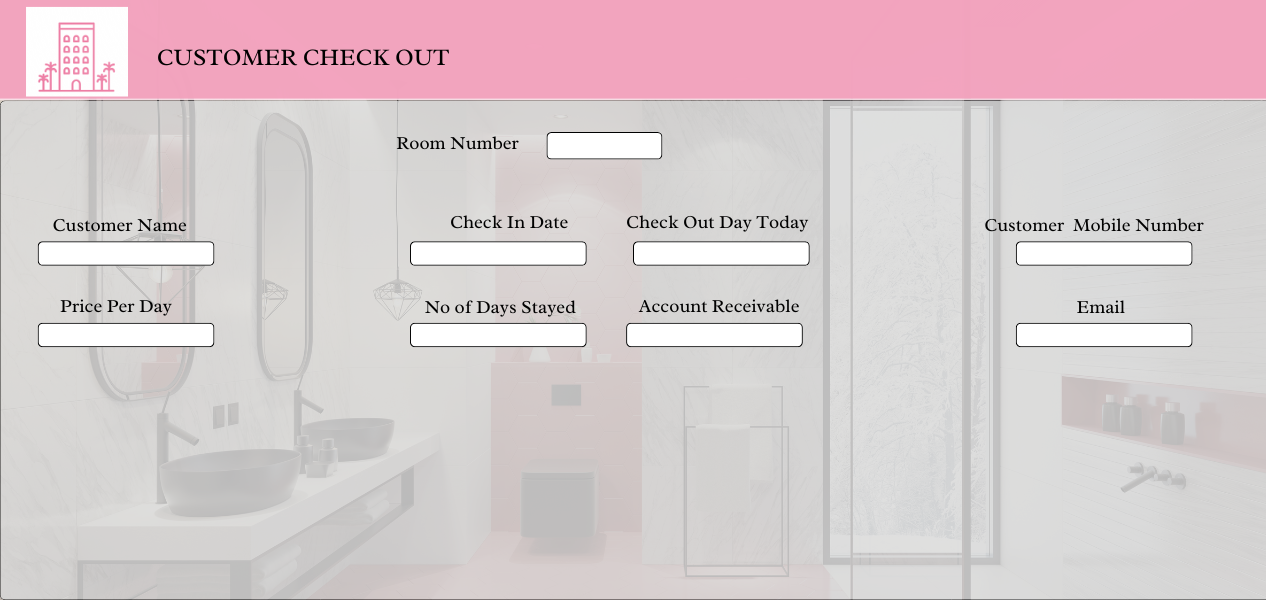 CUSTOMER CHECK OUT
Room Number
Customer Name
Check In Date
Check Out Day Today
Customer  Mobile Number
Price Per Day
No of Days Stayed
Account Receivable
Email